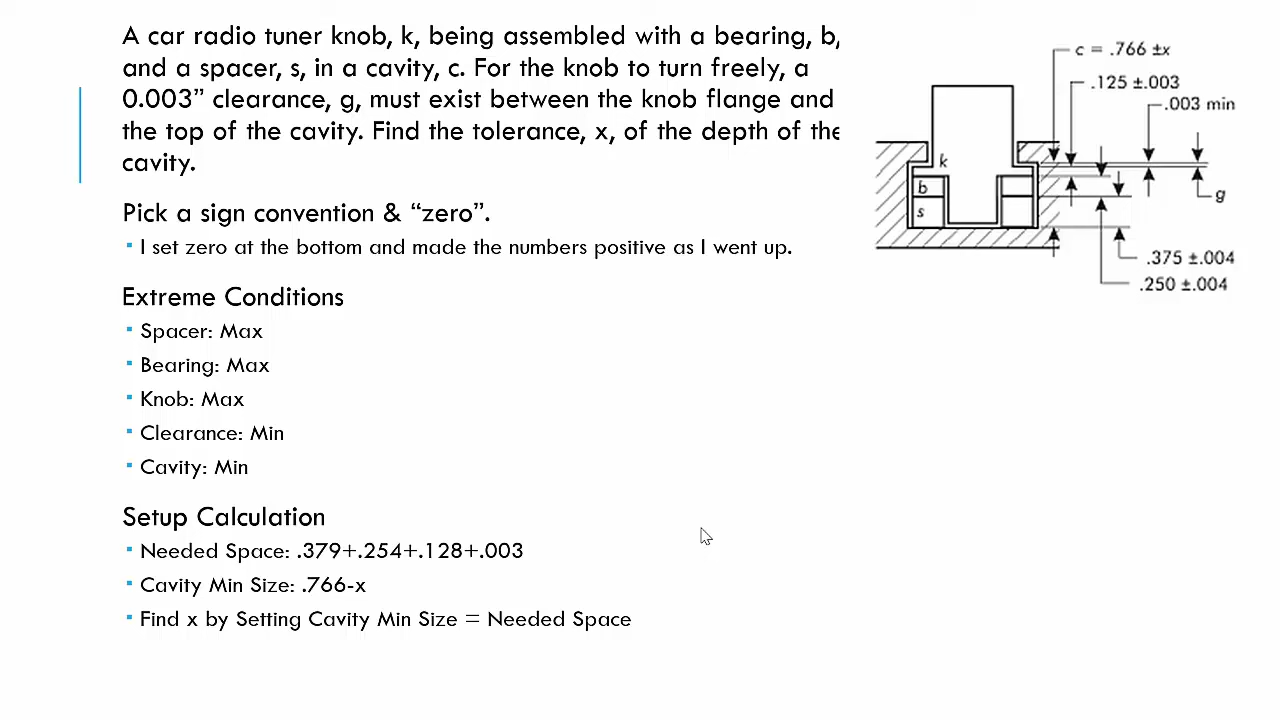 A car radio tuner knob, k, being assembled with a bearing, b,
and a spacer, s, in a cavity, c. For the knob to turn freely, a
0.003” clearance, g, must exist between the knob flange and
the top of the cavity. Find the tolerance, x, of the depth of the
cavity.
Pick a sign convention & “zero”.
I set zero at the bottom and made the numbers positive as I went up.
Extreme Conditions
Spacer: Max
Bearing: Max
Knob: Max
Clearance: Min
Cavity: Min
Setup Calculation
Needed Space: .379+.254+.128+.003
Cavity Min Size: .766-x
Find x by Setting Cavity Min Size = Needed Space
c = .766 ±x
.125 ±.003
.003 min
k
b
s
g
.375 ±.004
.250 ±.004